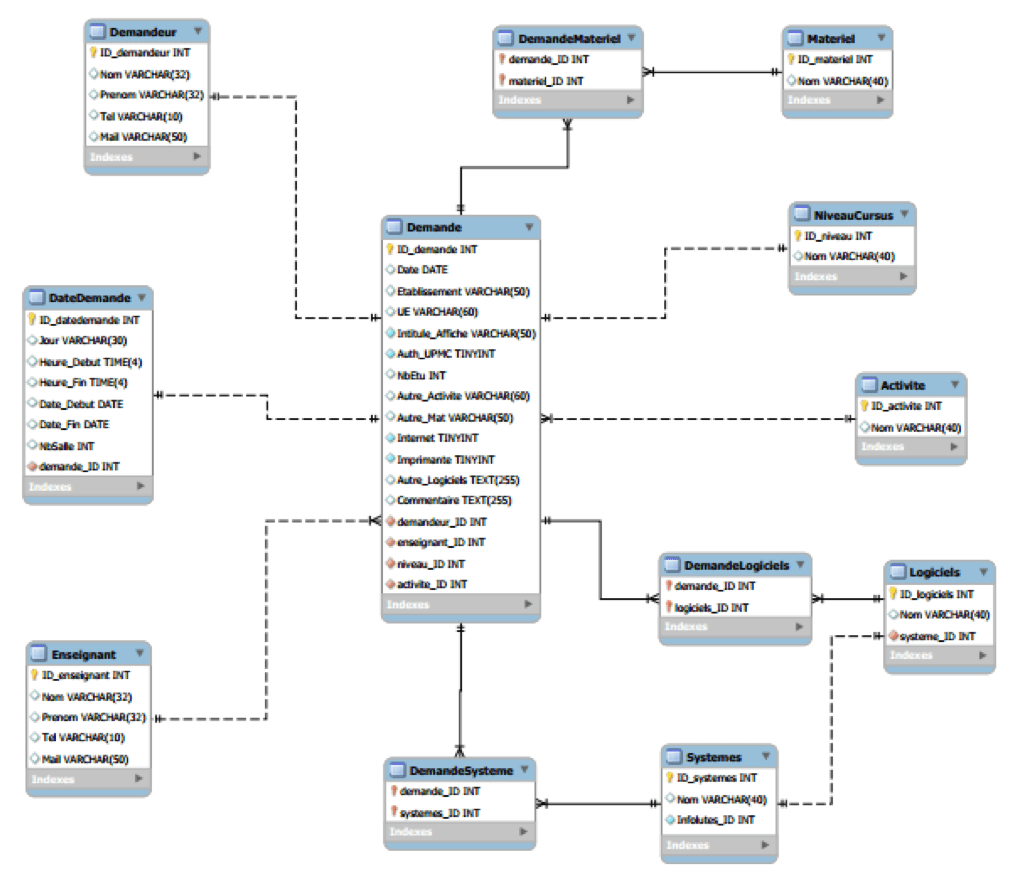 Demandeur
ID_demandeur INT
Nom VARCHAR(32)
Prenom VARCHAR(32)
Tel VARCHAR(10)
Mail VARCHAR(50)
Indexes
DemandeMateriel
demande_ID INT
materiel_ID INT
Indexes
Materiel
ID_materiel INT
Nom VARCHAR(40)
Indexes
Demande
ID_demande INT
Date DATE
Etablissement VARCHAR(50)
UE VARCHAR(60)
Intitule_Affiche VARCHAR(50)
Auth_UPMC TINYINT
NbEtu INT
Autre_Activite VARCHAR(60)
Autre_Mat VARCHAR(50)
Internet TINYINT
Imprimante TINYINT
Autre_Logiciels TEXT(255)
Commentaire TEXT(255)
demandeur_ID INT
enseignant_ID INT
niveau_ID INT
activite_ID INT
Indexes
NiveauCursus
ID_niveau INT
Nom VARCHAR(40)
Indexes
DateDemande
ID_datedemande INT
Jour VARCHAR(30)
Heure_Debut TIME(4)
Heure_Fin TIME(4)
Date_Debut DATE
Date_Fin DATE
NbSalle INT
demande_ID INT
Indexes
Activite
ID_activite INT
Nom VARCHAR(40)
Indexes
DemandeLogiciels
demande_ID INT
logiciels_ID INT
Indexes
Logiciels
ID_logiciels INT
Nom VARCHAR(40)
systeme_ID INT
Indexes
Enseignant
ID_enseignant INT
Nom VARCHAR(32)
Prenom VARCHAR(32)
Tel VARCHAR(10)
Mail VARCHAR(50)
Indexes
DemandeSysteme
demande_ID INT
systemes_ID INT
Indexes
Systemes
ID_systemes INT
Nom VARCHAR(40)
Infolutes_ID INT
Indexes